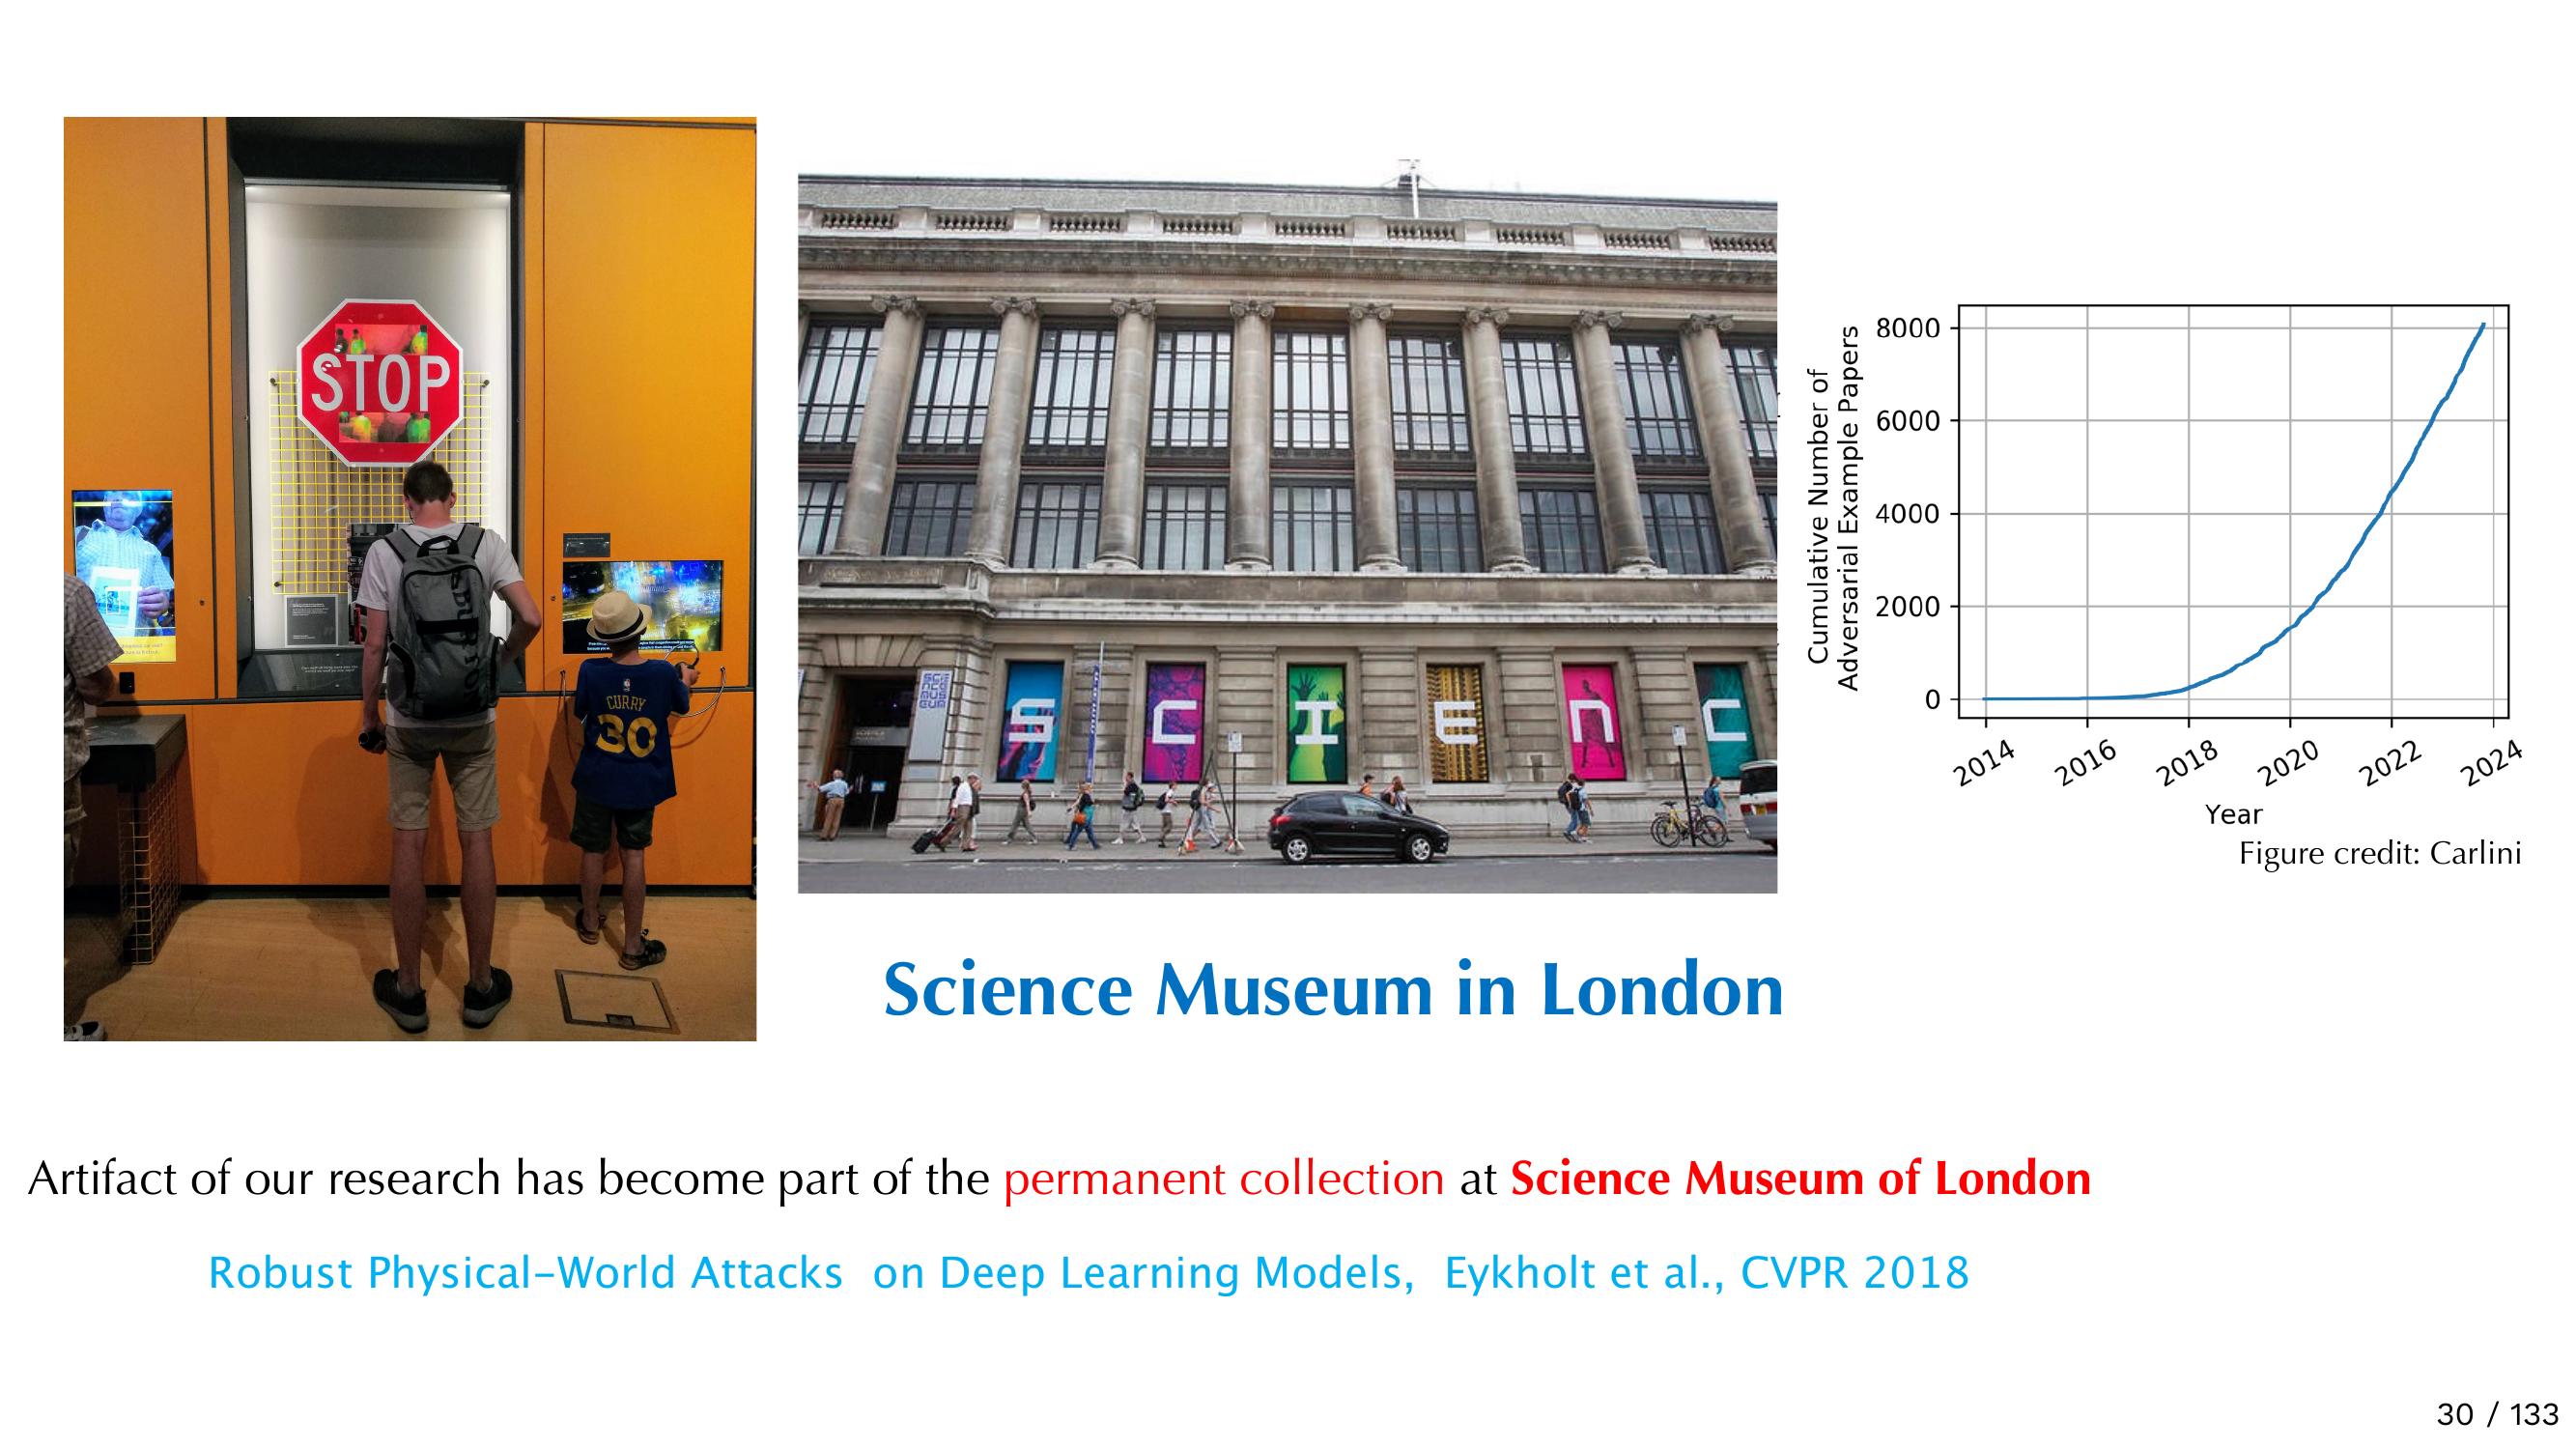 STOP
CURRY
30
SCIENC
8000
6000
4000
2000
0
Cumulative Number of
Adversarial Example Papers
2014
2016
2018
2020
2022
2024
Year
Figure credit: Carlini
Science Museum in London
Artifact of our research has become part of the permanent collection at Science Museum of London
Robust Physical-World Attacks on Deep Learning Models, Eykholt et al., CVPR 2018
30 / 133